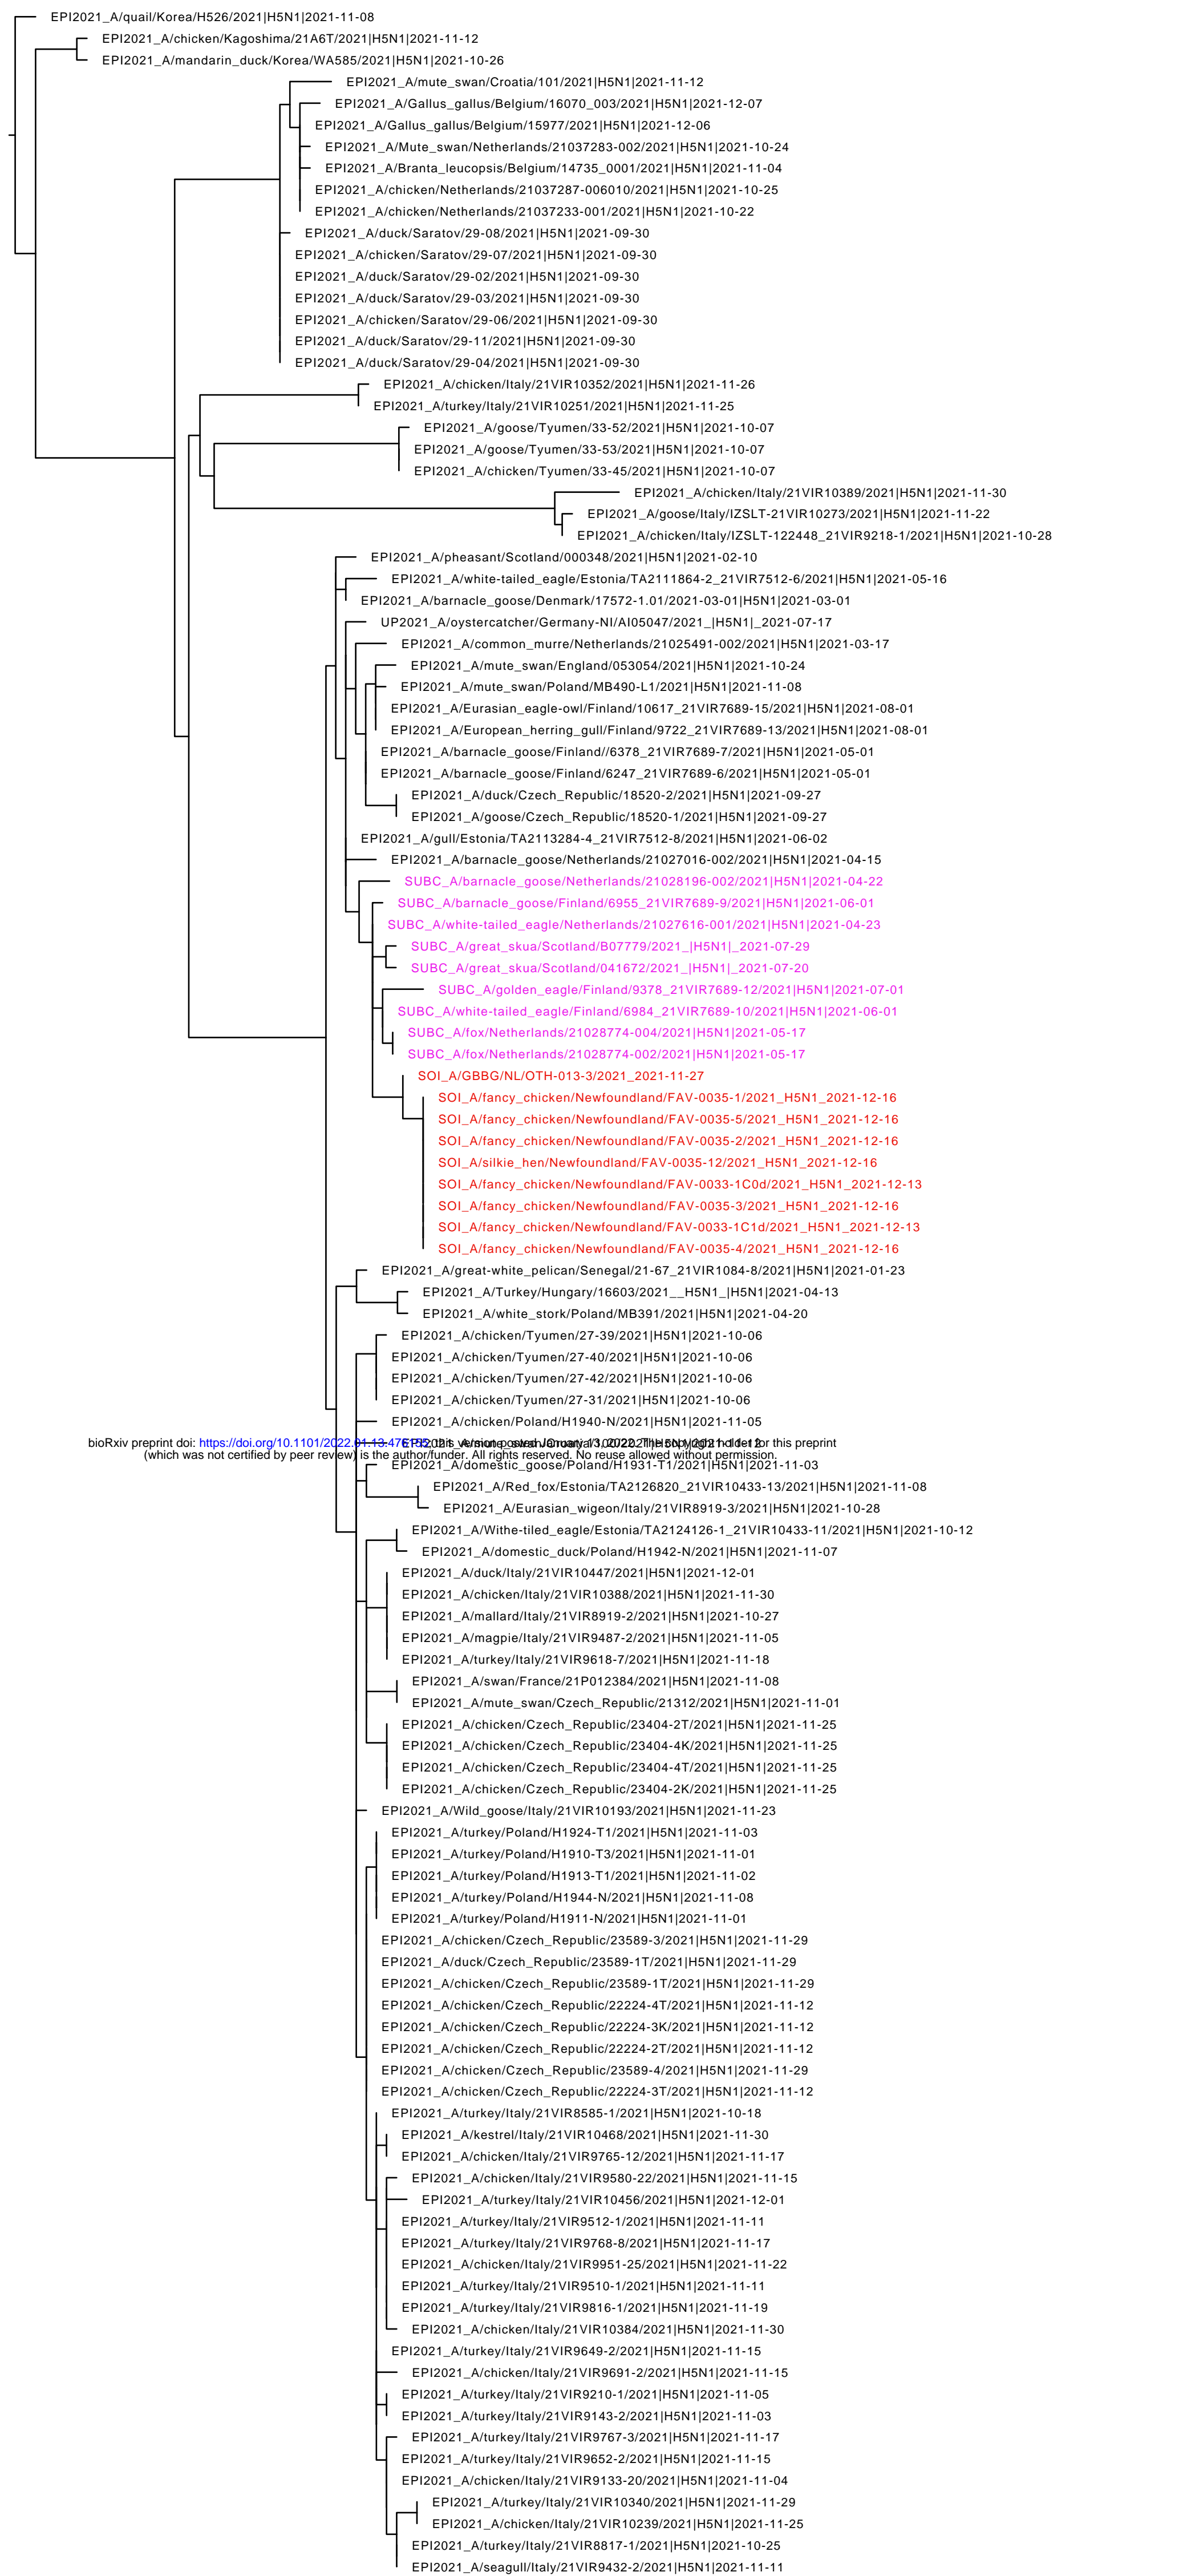 EPI2021_A/quail/Korea/H526/2021|H5N1|2021-11-08
EPI2021_A/chicken/Kagoshima/21A6T/2021|H5N1|2021-11-12
EPI2021_A/mandarin_duck/Korea/WA585/2021|H5N1|2021-10-26
EPI2021_A/mute_swan/Croatia/101/2021|H5N1|2021-11-12
EPI2021_A/Gallus_gallus/Belgium/16070_003/2021|H5N1|2021-12-07
EPI2021_A/Gallus_gallus/Belgium/15977/2021|H5N1|2021-12-06
EPI2021_A/Mute_swan/Netherlands/21037283-002/2021|H5N1|2021-10-24
EPI2021_A/Branta_leucopsis/Belgium/14735_0001/2021|H5N1|2021-11-04
EPI2021_A/chicken/Netherlands/21037287-006010/2021|H5N1|2021-10-25
EPI2021_A/chicken/Netherlands/21037233-001/2021|H5N1|2021-10-22
EPI2021_A/duck/Saratov/29-08/2021|H5N1|2021-09-30
EPI2021_A/chicken/Saratov/29-07/2021|H5N1|2021-09-30
EPI2021_A/duck/Saratov/29-02/2021|H5N1|2021-09-30
EPI2021_A/duck/Saratov/29-03/2021|H5N1|2021-09-30
EPI2021_A/chicken/Saratov/29-06/2021|H5N1|2021-09-30
EPI2021_A/duck/Saratov/29-11/2021|H5N1|2021-09-30
EPI2021_A/duck/Saratov/29-04/2021|H5N1|2021-09-30
EPI2021_A/chicken/Italy/21VIR10352/2021|H5N1|2021-11-26
EPI2021_A/turkey/Italy/21VIR10251/2021|H5N1|2021-11-25
EPI2021_A/goose/Tyumen/33-52/2021|H5N1|2021-10-07
EPI2021_A/goose/Tyumen/33-53/2021|H5N1|2021-10-07
EPI2021_A/chicken/Tyumen/33-45/2021|H5N1|2021-10-07
EPI2021_A/chicken/Italy/21VIR10389/2021|H5N1|2021-11-30
EPI2021_A/goose/Italy/IZSLT-21VIR10273/2021|H5N1|2021-11-22
EPI2021_A/chicken/Italy/IZSLT-122448_21VIR9218-1/2021|H5N1|2021-10-28
EPI2021_A/pheasant/Scotland/000348/2021|H5N1|2021-02-10
EPI2021_A/white-tailed_eagle/Estonia/TA2111864-2_21VIR7512-6/2021|H5N1|2021-05-16
EPI2021_A/barnacle_goose/Denmark/17572-1.01/2021-03-01|H5N1|2021-03-01
UP2021_A/oystercatcher/Germany-NI/AI05047/2021_|H5N1|_2021-07-17
EPI2021_A/common_murre/Netherlands/21025491-002/2021|H5N1|2021-03-17
EPI2021_A/mute_swan/England/053054/2021|H5N1|2021-10-24
EPI2021_A/mute_swan/Poland/MB490-L1/2021|H5N1|2021-11-08
EPI2021_A/Eurasian_eagle-owl/Finland/10617_21VIR7689-15/2021|H5N1|2021-08-01
EPI2021_A/European_herring_gull/Finland/9722_21VIR7689-13/2021|H5N1|2021-08-01
EPI2021_A/barnacle_goose/Finland//6378_21VIR7689-7/2021|H5N1|2021-05-01
EPI2021_A/barnacle_goose/Finland/6247_21VIR7689-6/2021|H5N1|2021-05-01
EPI2021_A/duck/Czech_Republic/18520-2/2021|H5N1|2021-09-27
EPI2021_A/goose/Czech_Republic/18520-1/2021|H5N1|2021-09-27
EPI2021_A/gull/Estonia/TA2113284-4_21VIR7512-8/2021|H5N1|2021-06-02
EPI2021_A/barnacle_goose/Netherlands/21027016-002/2021|H5N1|2021-04-15
SUBC_A/barnacle_goose/Netherlands/21028196-002/2021|H5N1|2021-04-22
SUBC_A/barnacle_goose/Finland/6955_21VIR7689-9/2021|H5N1|2021-06-01
SUBC_A/white-tailed_eagle/Netherlands/21027616-001/2021|H5N1|2021-04-23
SUBC_A/great_skua/Scotland/B07779/2021_|H5N1|_2021-07-29
SUBC_A/great_skua/Scotland/041672/2021_|H5N1|_2021-07-20
SUBC_A/golden_eagle/Finland/9378_21VIR7689-12/2021|H5N1|2021-07-01
SUBC_A/white-tailed_eagle/Finland/6984_21VIR7689-10/2021|H5N1|2021-06-01
SUBC_A/fox/Netherlands/21028774-004/2021|H5N1|2021-05-17
SUBC_A/fox/Netherlands/21028774-002/2021|H5N1|2021-05-17
SOI_A/GBBG/NL/OTH-013-3/2021_2021-11-27
SOI_A/fancy_chicken/Newfoundland/FAV-0035-1/2021_H5N1_2021-12-16
SOI_A/fancy_chicken/Newfoundland/FAV-0035-5/2021_H5N1_2021-12-16
SOI_A/fancy_chicken/Newfoundland/FAV-0035-2/2021_H5N1_2021-12-16
SOI_A/silkie_hen/Newfoundland/FAV-0035-12/2021_H5N1_2021-12-16
SOI_A/fancy_chicken/Newfoundland/FAV-0033-1C0d/2021_H5N1_2021-12-13
SOI_A/fancy_chicken/Newfoundland/FAV-0035-3/2021_H5N1_2021-12-16
SOI_A/fancy_chicken/Newfoundland/FAV-0033-1C1d/2021_H5N1_2021-12-13
SOI_A/fancy_chicken/Newfoundland/FAV-0035-4/2021_H5N1_2021-12-16
EPI2021_A/great-white_pelican/Senegal/21-67_21VIR1084-8/2021|H5N1|2021-01-23
EPI2021_A/Turkey/Hungary/16603/2021__H5N1_|H5N1|2021-04-13
EPI2021_A/white_stork/Poland/MB391/2021|H5N1|2021-04-20
EPI2021_A/chicken/Tyumen/27-39/2021|H5N1|2021-10-06
EPI2021_A/chicken/Tyumen/27-40/2021|H5N1|2021-10-06
EPI2021_A/chicken/Tyumen/27-42/2021|H5N1|2021-10-06
EPI2021_A/chicken/Tyumen/27-31/2021|H5N1|2021-10-06
EPI2021_A/chicken/Poland/H1940-N/2021|H5N1|2021-11-05
bioRxiv preprint doi: https://doi.org/10.1101/2022.01.13.476155; this version posted January 13, 2022. The copyright holder for this preprint
(which was not certified by peer review) is the author/funder. All rights reserved. No reuse allowed without permission.
EPI2021_A/domestic_goose/Poland/H1931-T1/2021|H5N1|2021-11-03
EPI2021_A/Red_fox/Estonia/TA2126820_21VIR10433-13/2021|H5N1|2021-11-08
EPI2021_A/Eurasian_wigeon/Italy/21VIR8919-3/2021|H5N1|2021-10-28
EPI2021_A/Withe-tiled_eagle/Estonia/TA2124126-1_21VIR10433-11/2021|H5N1|2021-10-12
EPI2021_A/domestic_duck/Poland/H1942-N/2021|H5N1|2021-11-07
EPI2021_A/duck/Italy/21VIR10447/2021|H5N1|2021-12-01
EPI2021_A/chicken/Italy/21VIR10388/2021|H5N1|2021-11-30
EPI2021_A/mallard/Italy/21VIR8919-2/2021|H5N1|2021-10-27
EPI2021_A/magpie/Italy/21VIR9487-2/2021|H5N1|2021-11-05
EPI2021_A/turkey/Italy/21VIR9618-7/2021|H5N1|2021-11-18
EPI2021_A/swan/France/21P012384/2021|H5N1|2021-11-08
EPI2021_A/mute_swan/Czech_Republic/21312/2021|H5N1|2021-11-01
EPI2021_A/chicken/Czech_Republic/23404-2T/2021|H5N1|2021-11-25
EPI2021_A/chicken/Czech_Republic/23404-4K/2021|H5N1|2021-11-25
EPI2021_A/chicken/Czech_Republic/23404-4T/2021|H5N1|2021-11-25
EPI2021_A/chicken/Czech_Republic/23404-2K/2021|H5N1|2021-11-25
EPI2021_A/Wild_goose/Italy/21VIR10193/2021|H5N1|2021-11-23
EPI2021_A/turkey/Poland/H1924-T1/2021|H5N1|2021-11-03
EPI2021_A/turkey/Poland/H1910-T3/2021|H5N1|2021-11-01
EPI2021_A/turkey/Poland/H1913-T1/2021|H5N1|2021-11-02
EPI2021_A/turkey/Poland/H1944-N/2021|H5N1|2021-11-08
EPI2021_A/turkey/Poland/H1911-N/2021|H5N1|2021-11-01
EPI2021_A/chicken/Czech_Republic/23589-3/2021|H5N1|2021-11-29
EPI2021_A/duck/Czech_Republic/23589-1T/2021|H5N1|2021-11-29
EPI2021_A/chicken/Czech_Republic/23589-1T/2021|H5N1|2021-11-29
EPI2021_A/chicken/Czech_Republic/22224-4T/2021|H5N1|2021-11-12
EPI2021_A/chicken/Czech_Republic/22224-3K/2021|H5N1|2021-11-12
EPI2021_A/chicken/Czech_Republic/22224-2T/2021|H5N1|2021-11-12
EPI2021_A/chicken/Czech_Republic/23589-4/2021|H5N1|2021-11-29
EPI2021_A/chicken/Czech_Republic/22224-3T/2021|H5N1|2021-11-12
EPI2021_A/turkey/Italy/21VIR8585-1/2021|H5N1|2021-10-18
EPI2021_A/kestrel/Italy/21VIR10468/2021|H5N1|2021-11-30
EPI2021_A/chicken/Italy/21VIR9765-12/2021|H5N1|2021-11-17
EPI2021_A/chicken/Italy/21VIR9580-22/2021|H5N1|2021-11-15
EPI2021_A/turkey/Italy/21VIR10456/2021|H5N1|2021-12-01
EPI2021_A/turkey/Italy/21VIR9512-1/2021|H5N1|2021-11-11
EPI2021_A/turkey/Italy/21VIR9768-8/2021|H5N1|2021-11-17
EPI2021_A/chicken/Italy/21VIR9951-25/2021|H5N1|2021-11-22
EPI2021_A/turkey/Italy/21VIR9510-1/2021|H5N1|2021-11-11
EPI2021_A/turkey/Italy/21VIR9816-1/2021|H5N1|2021-11-19
EPI2021_A/chicken/Italy/21VIR10384/2021|H5N1|2021-11-30
EPI2021_A/turkey/Italy/21VIR9649-2/2021|H5N1|2021-11-15
EPI2021_A/chicken/Italy/21VIR9691-2/2021|H5N1|2021-11-15
EPI2021_A/turkey/Italy/21VIR9210-1/2021|H5N1|2021-11-05
EPI2021_A/turkey/Italy/21VIR9143-2/2021|H5N1|2021-11-03
EPI2021_A/turkey/Italy/21VIR9767-3/2021|H5N1|2021-11-17
EPI2021_A/turkey/Italy/21VIR9652-2/2021|H5N1|2021-11-15
EPI2021_A/chicken/Italy/21VIR9133-20/2021|H5N1|2021-11-04
EPI2021_A/turkey/Italy/21VIR10340/2021|H5N1|2021-11-29
EPI2021_A/chicken/Italy/21VIR10239/2021|H5N1|2021-11-25
EPI2021_A/turkey/Italy/21VIR8817-1/2021|H5N1|2021-10-25
EPI2021_A/seagull/Italy/21VIR9432-2/2021|H5N1|2021-11-11